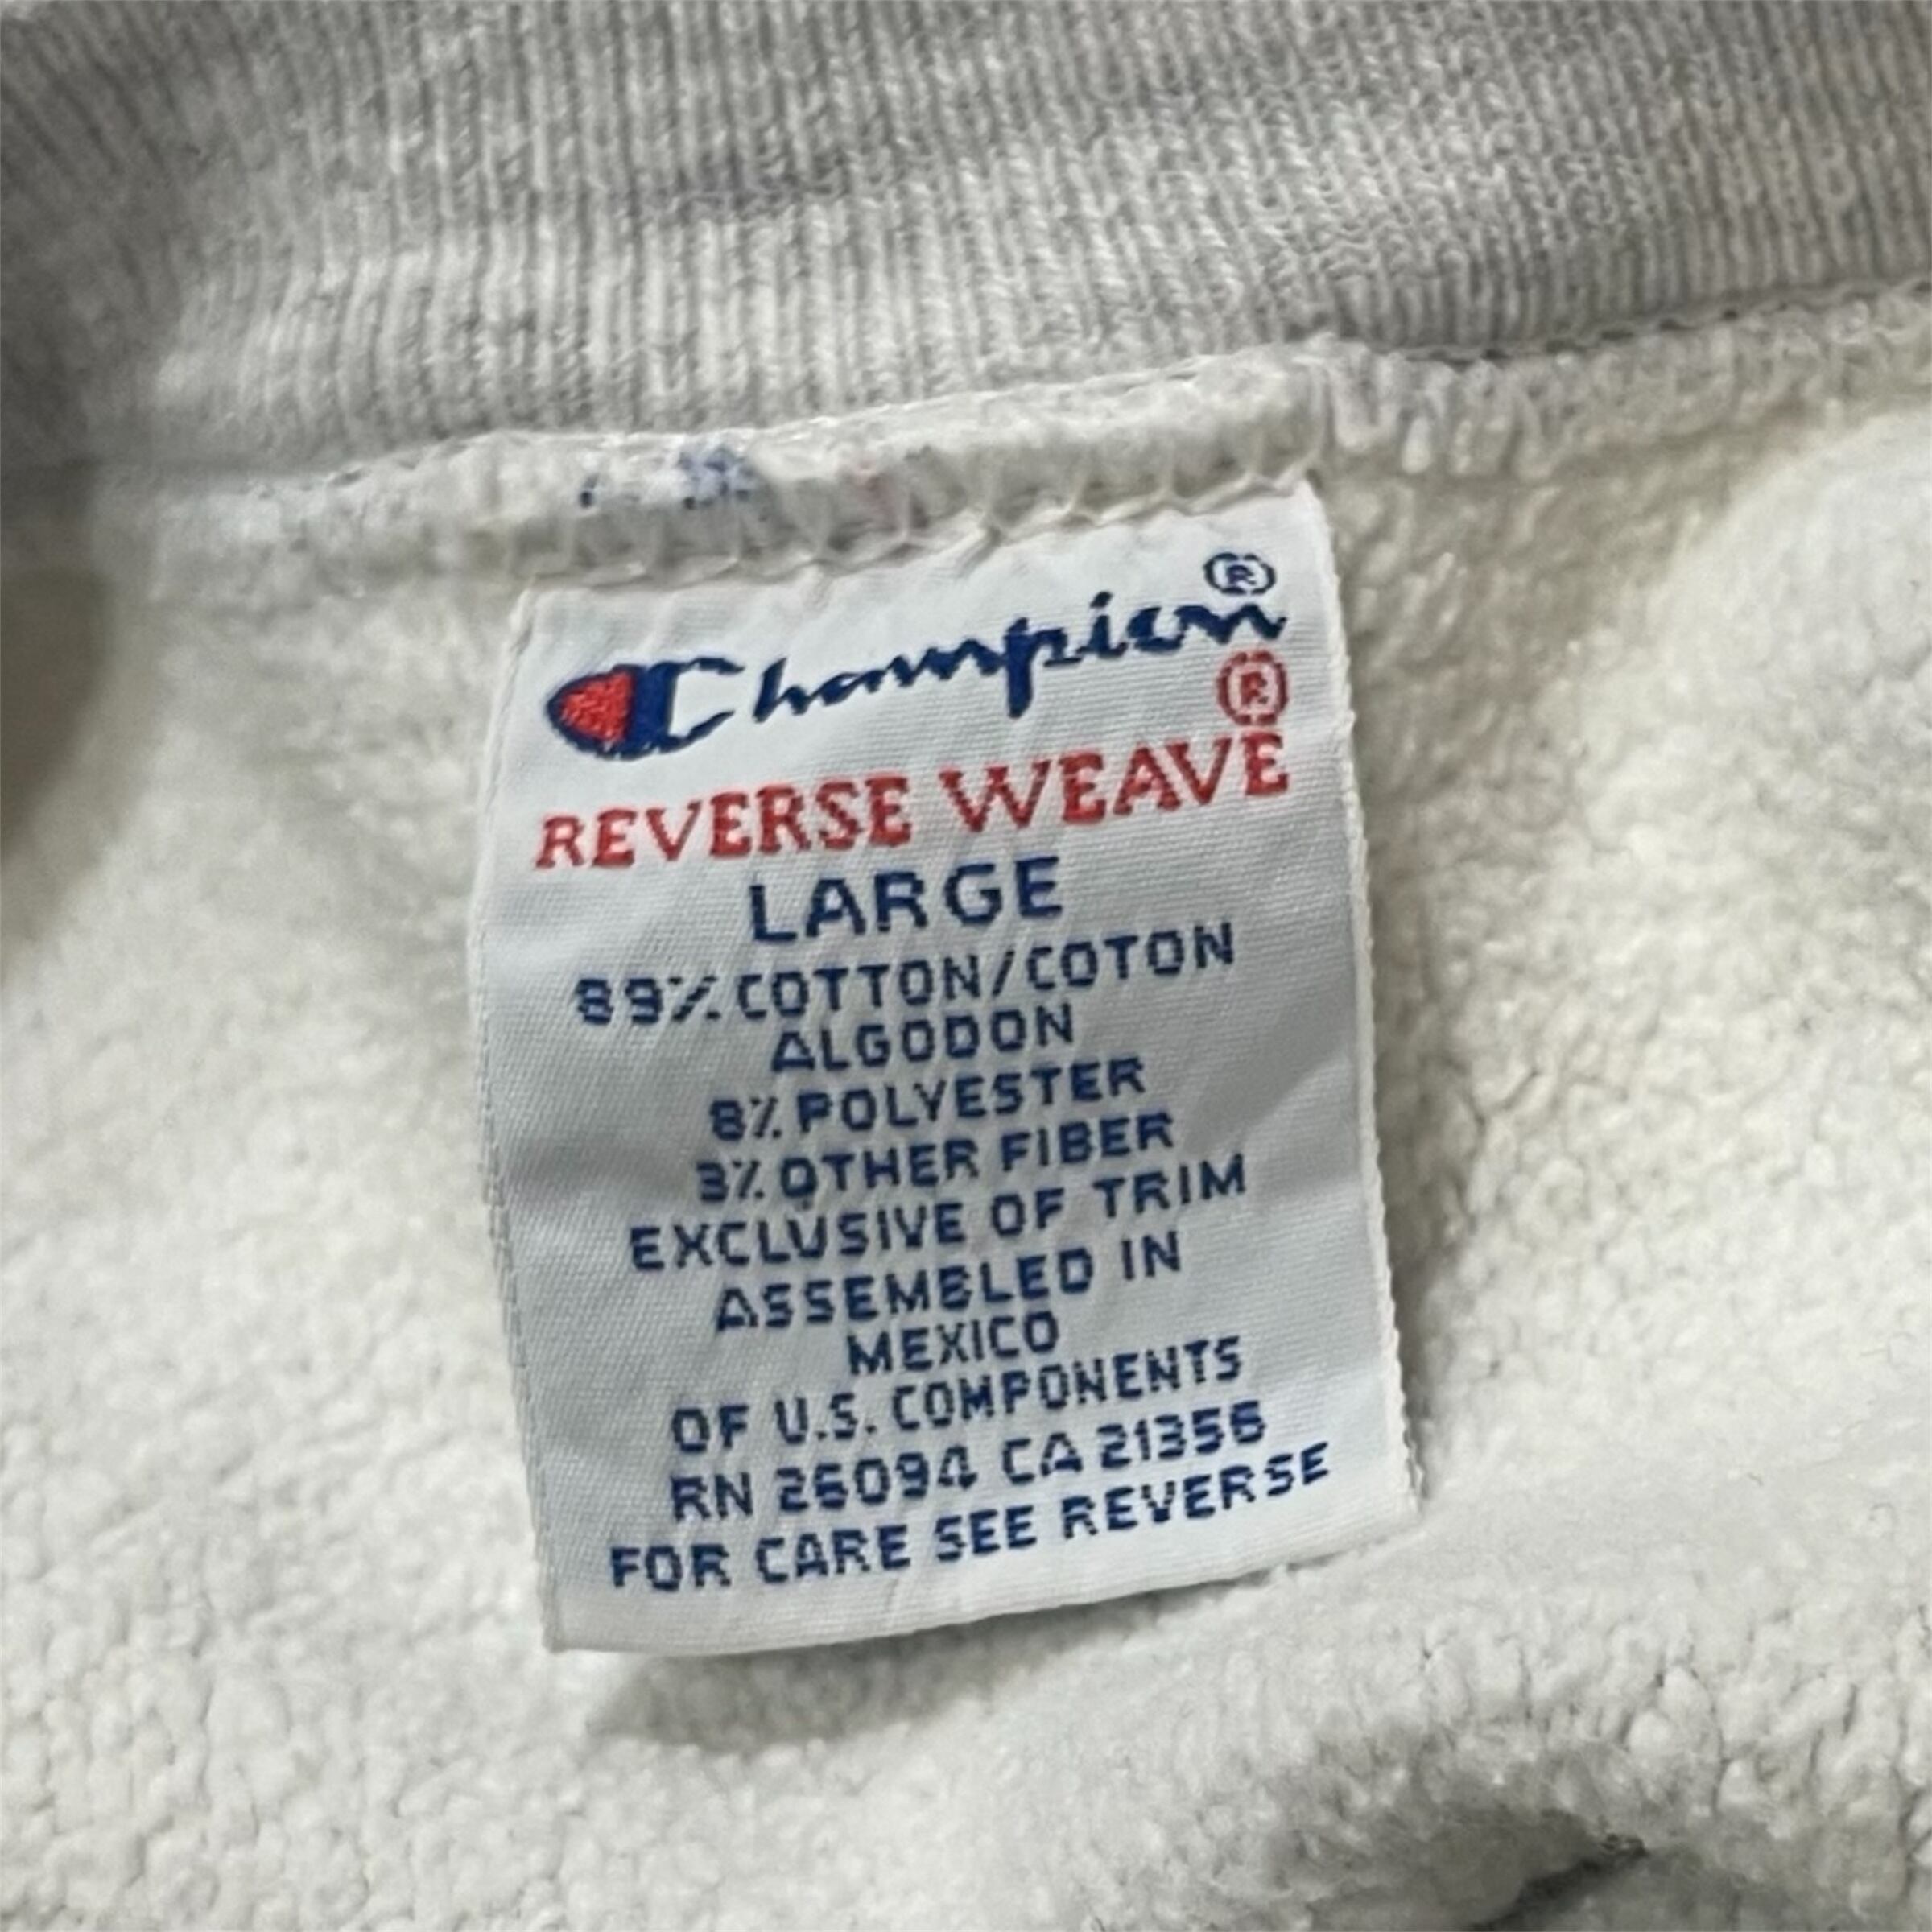 Champion®
®
REVERSE WEAVE
LARGE
89% COTTON/COTON
ALGODON
8% POLYESTER
3% OTHER FIBER
EXCLUSIVE OF TRIM
ASSEMBLED IN
MEXICO
OF U.S. COMPONENTS
RN 26094 CA 21356
FOR CARE SEE REVERSE